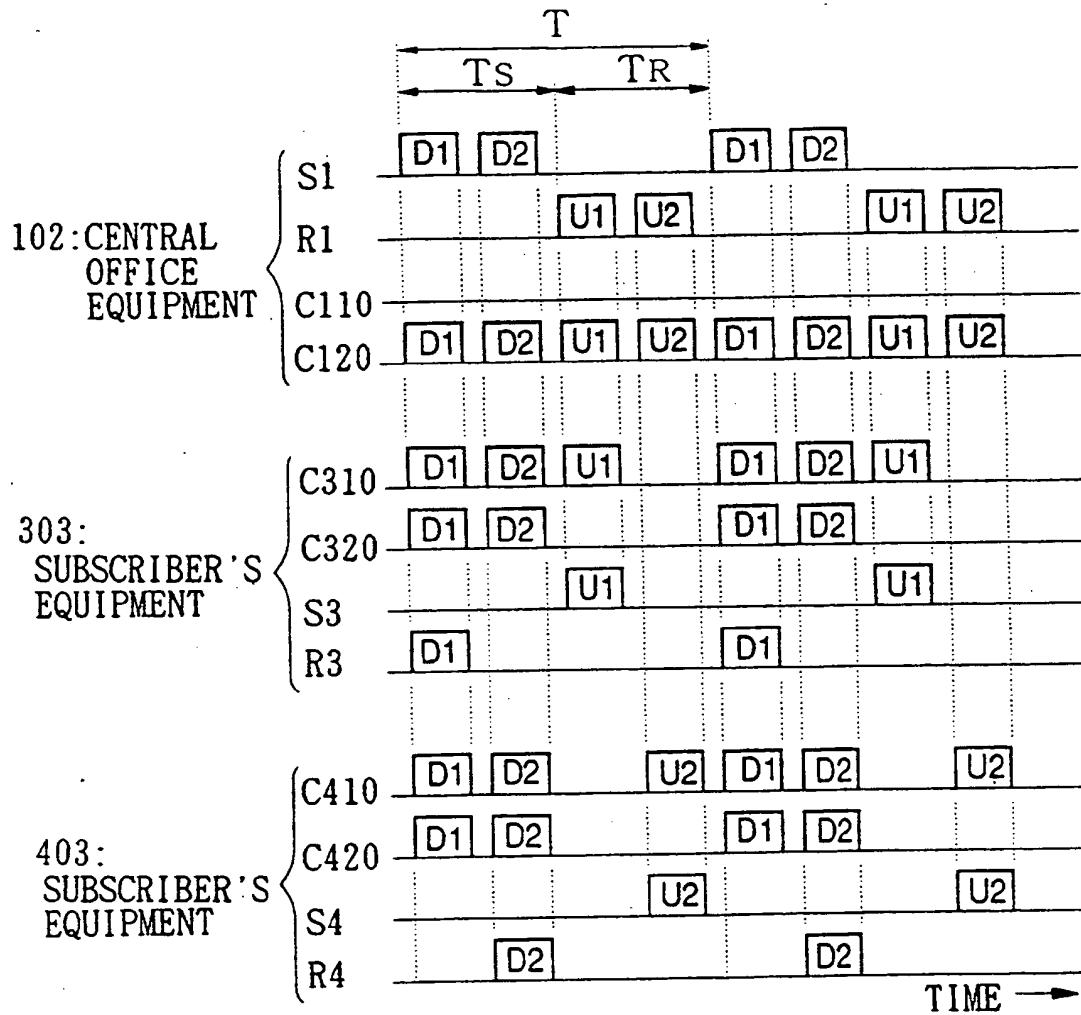 T
TS TR
S1 D1 D2 D1 D2
R1 U1 U2 U1 U2
102:CENTRAL
OFFICE
EQUIPMENT
C110
C120 D1 D2 U1 U2 D1 D2 U1 U2
C310 D1 D2 U1 D1 D2 U1
303:
SUBSCRIBER'S
EQUIPMENT
C320 D1 D2 D1 D2
S3 U1 U1
R3 D1 D1
C410 D1 D2 U2 D1 D2 U2
403:
SUBSCRIBER'S
EQUIPMENT
C420 D1 D2 D1 D2
S4 U2 U2
R4 D2 D2
TIME